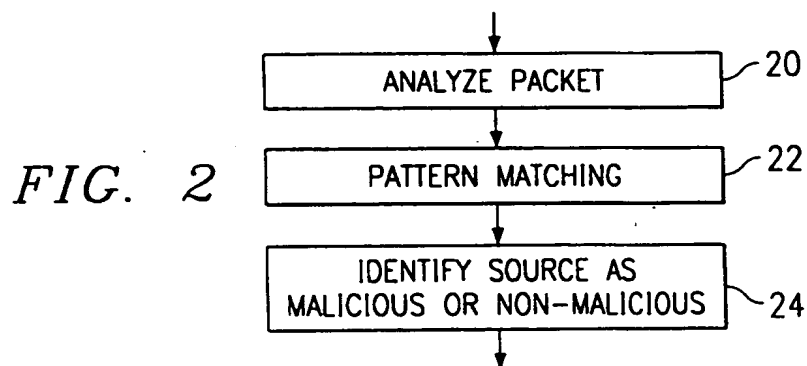 ANALYZE PACKET
20
FIG. 2
PATTERN MATCHING
22
IDENTIFY SOURCE AS
MALICIOUS OR NON-MALICIOUS
24